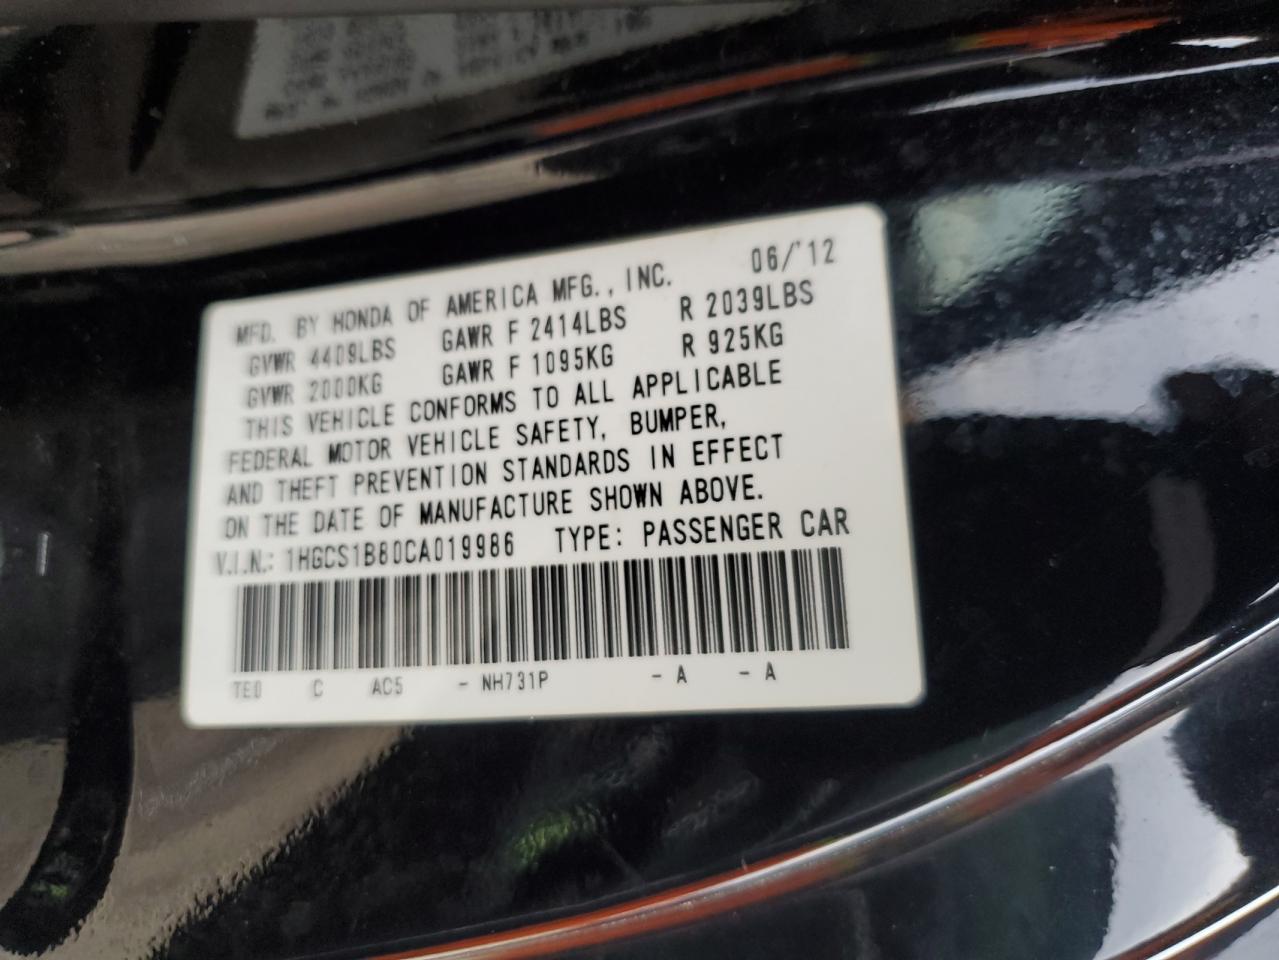 MFD. BY HONDA OF AMERICA MFG., INC. 06/'12
GVWR 4409LBS GAWR F 2414LBS R 2039LBS
GVWR 2000KG GAWR F 1095KG R 925KG
THIS VEHICLE CONFORMS TO ALL APPLICABLE
FEDERAL MOTOR VEHICLE SAFETY, BUMPER,
AND THEFT PREVENTION STANDARDS IN EFFECT
ON THE DATE OF MANUFACTURE SHOWN ABOVE.
V.I.N.: 1HGCS1B80CA019986 TYPE: PASSENGER CAR
TE0 C AC5 - NH731P - A - A